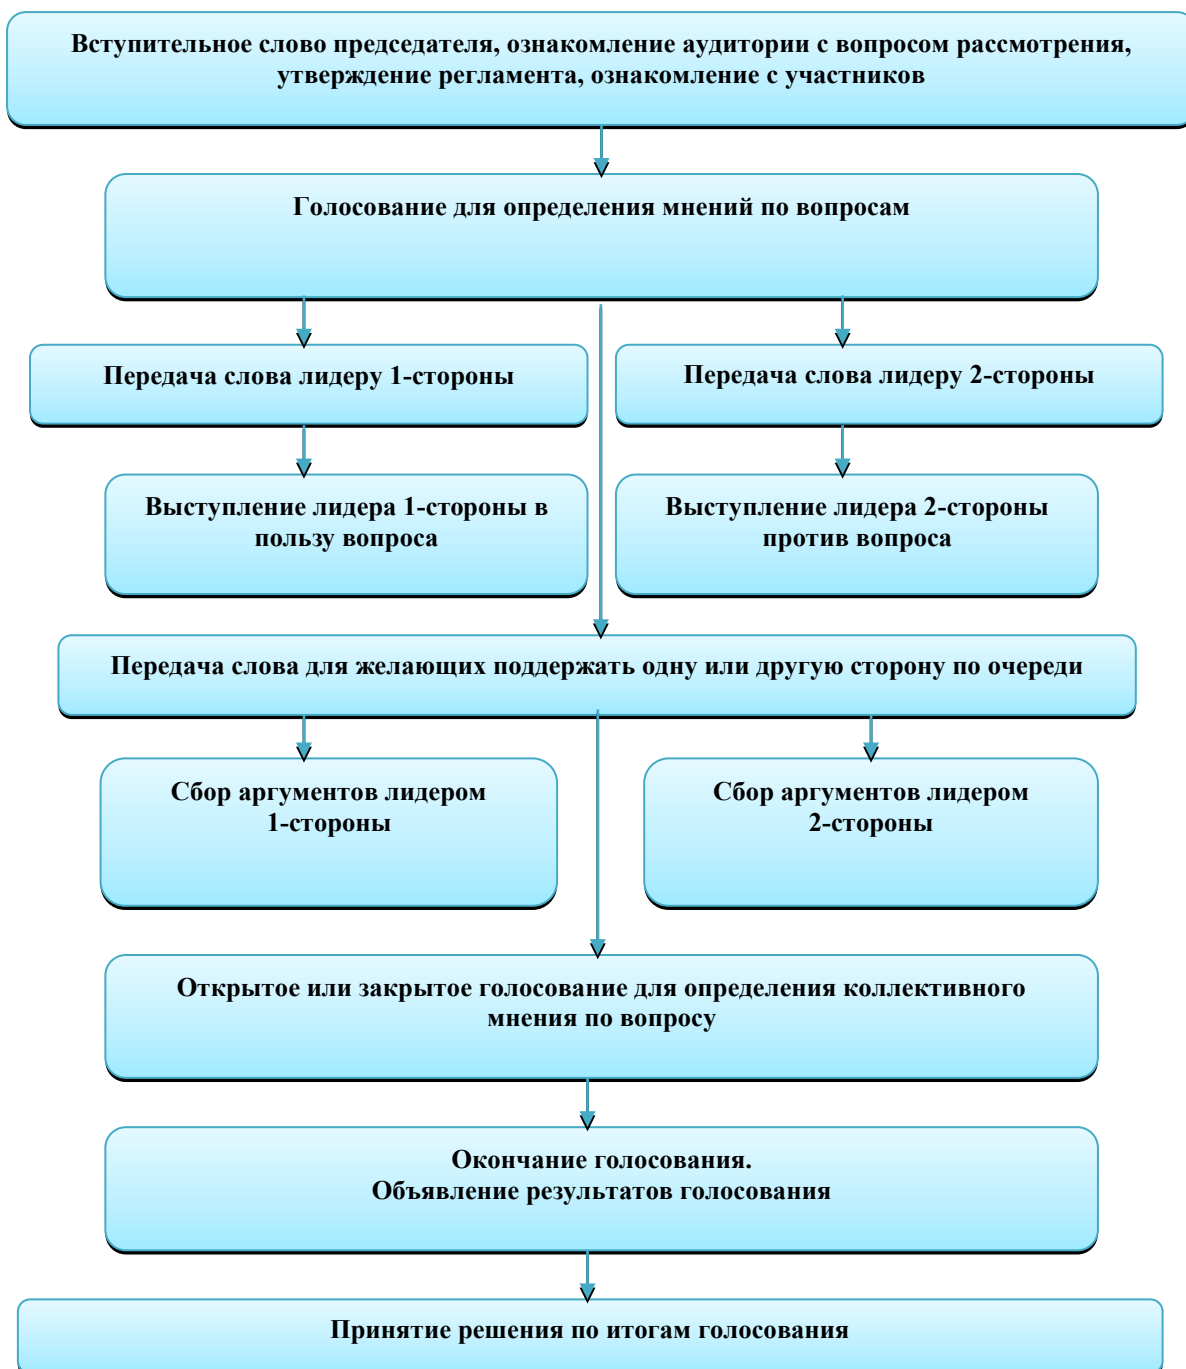 Вступительное слово председателя, ознакомление аудитории с вопросом рассмотрения,
утверждение регламента, ознакомление с участников
Голосование для определения мнений по вопросам
Передача слова лидеру 1-стороны
Передача слова лидеру 2-стороны
Выступление лидера 1-стороны в
пользу вопроса
Выступление лидера 2-стороны
против вопроса
Передача слова для желающих поддержать одну или другую сторону по очереди
Сбор аргументов лидером
1-стороны
Сбор аргументов лидером
2-стороны
Открытое или закрытое голосование для определения коллективного
мнения по вопросу
Окончание голосования.
Объявление результатов голосования
Принятие решения по итогам голосования